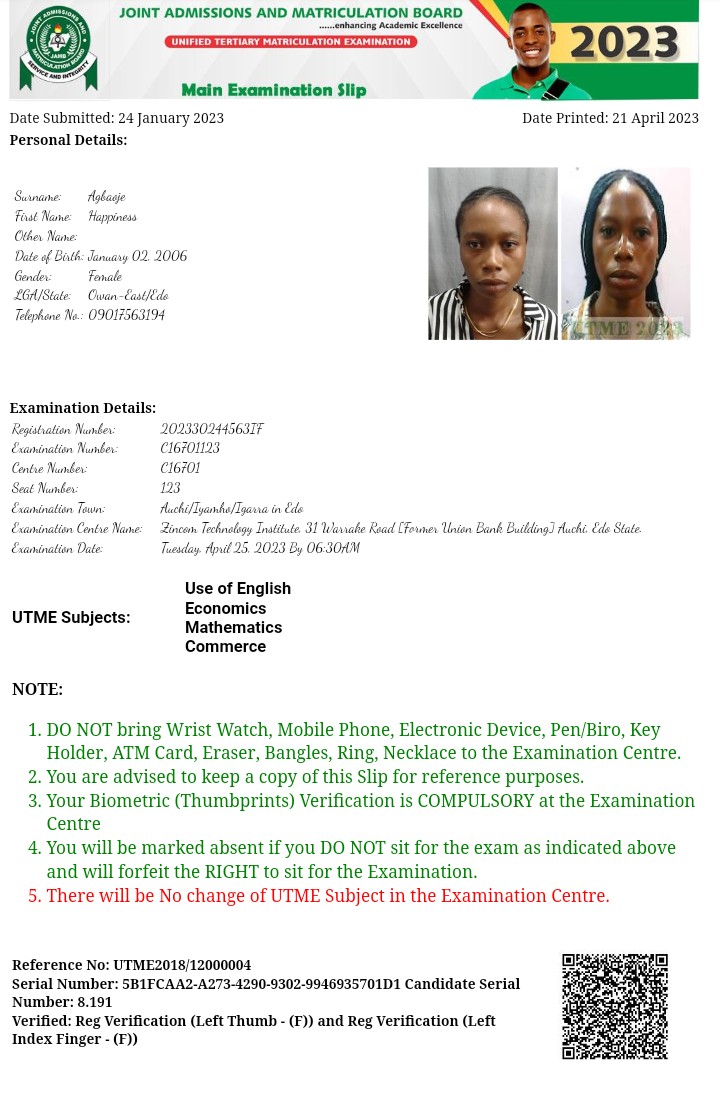 JOINT ADMISSIONS AND MATRICULATION BOARD
......enhancing Academic Excellence
UNIFIED TERTIARY MATRICULATION EXAMINATION
2023
Main Examination Slip
JOINT ADMISSIONS AND MATRICULATION BOARD
JAMB
SERVICE AND INTEGRITY
Date Submitted: 24 January 2023 Date Printed: 21 April 2023
Personal Details:
Surname: Agbaoje
First Name: Happiness
Other Name:
Date of Birth: January 02, 2006
Gender: Female
LGA/State: Owan-East/Edo
Telephone No.: 09017563194
UTME 2023
Examination Details:
Registration Number: 202330244563IF
Examination Number: C16701123
Centre Number: C16701
Seat Number: 123
Examination Town: Auchi/Iyamho/Igarra in Edo
Examination Centre Name: Zincom Technology Institute, 31 Warrake Road [Former Union Bank Building] Auchi, Edo State.
Examination Date: Tuesday, April 25, 2023 By 06:30AM
UTME Subjects:
Use of English
Economics
Mathematics
Commerce
NOTE:
1. DO NOT bring Wrist Watch, Mobile Phone, Electronic Device, Pen/Biro, Key
Holder, ATM Card, Eraser, Bangles, Ring, Necklace to the Examination Centre.
2. You are advised to keep a copy of this Slip for reference purposes.
3. Your Biometric (Thumbprints) Verification is COMPULSORY at the Examination
Centre
4. You will be marked absent if you DO NOT sit for the exam as indicated above
and will forfeit the RIGHT to sit for the Examination.
5. There will be No change of UTME Subject in the Examination Centre.
Reference No: UTME2018/12000004
Serial Number: 5B1FCAA2-A273-4290-9302-9946935701D1 Candidate Serial
Number: 8.191
Verified: Reg Verification (Left Thumb - (F)) and Reg Verification (Left
Index Finger - (F))